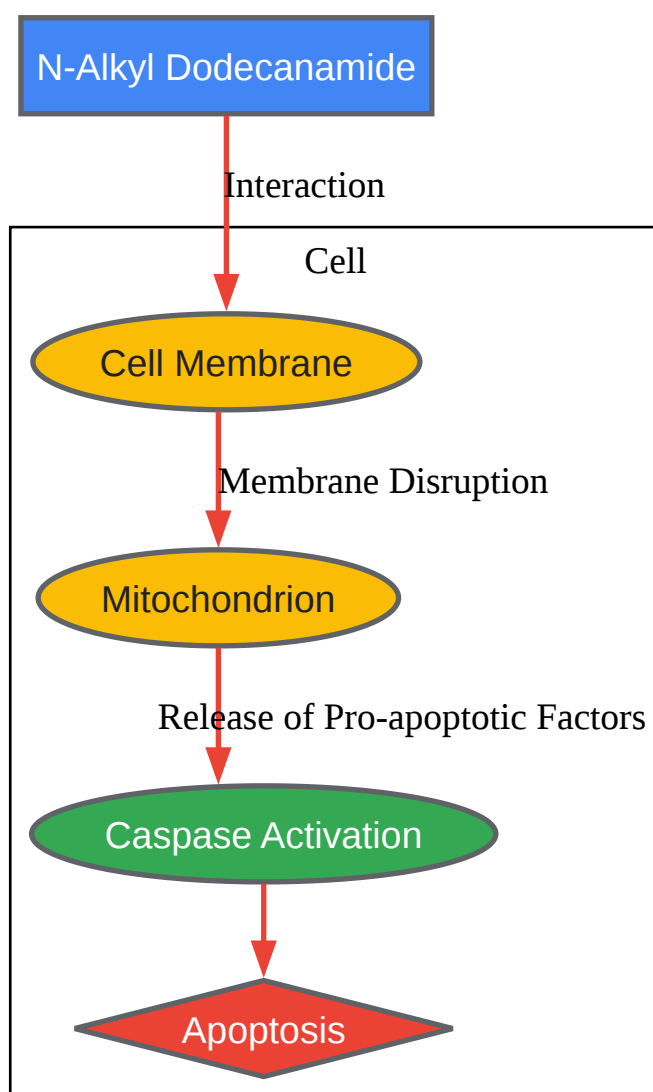 N-Alkyl Dodecanamide
Interaction
Cell
Cell Membrane
Membrane Disruption
Mitochondrion
Release of Pro-apoptotic Factors
Caspase Activation
Apoptosis